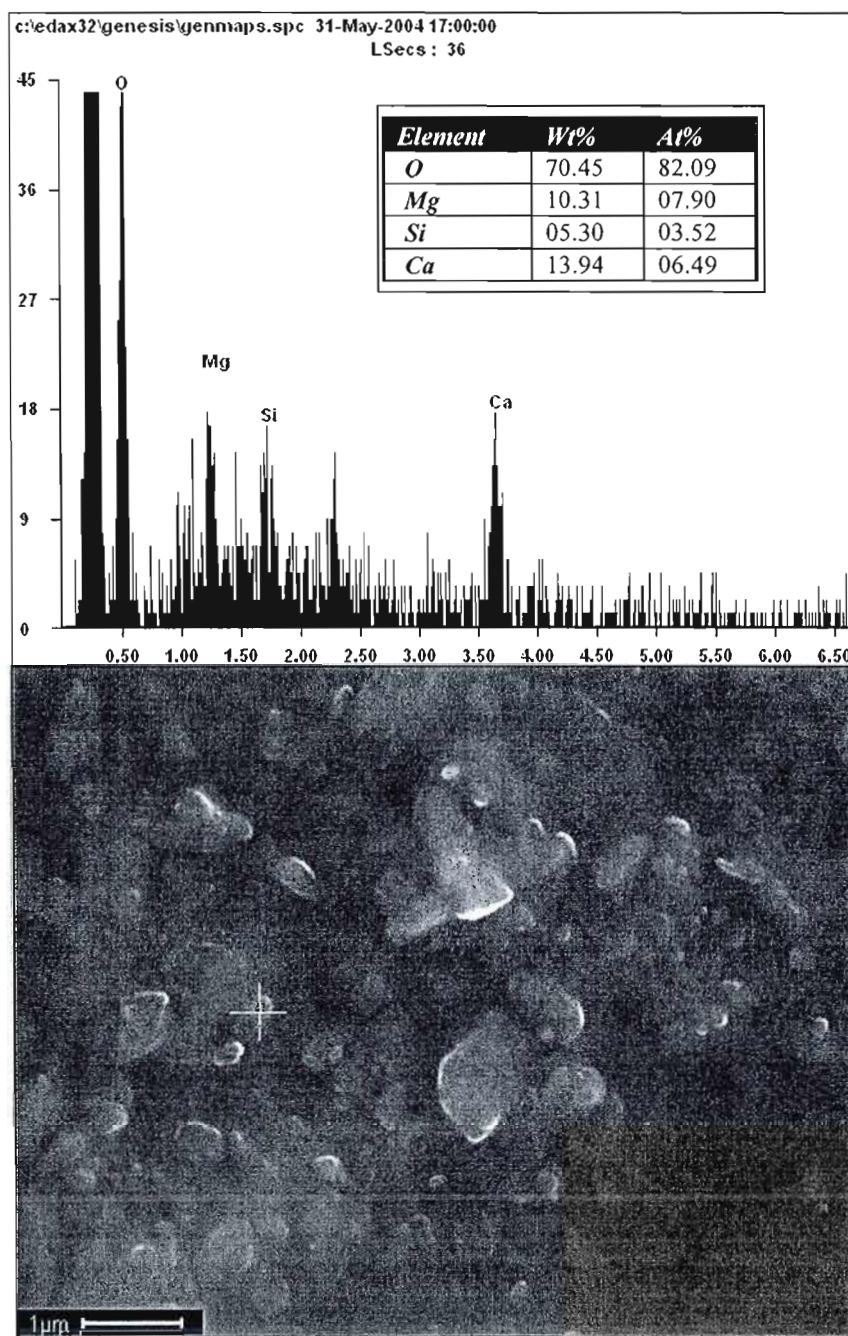 c:\edax32\genesis\genmaps.spc 31-May-2004 17:00:00
LSecs : 36
45
36
27
18
9
0
O
Mg
Si
Ca
Element Wt% At%
O 70.45 82.09
Mg 10.31 07.90
Si 05.30 03.52
Ca 13.94 06.49
0.50 1.00 1.50 2.00 2.50 3.00 3.50 4.00 4.50 5.00 5.50 6.00 6.50
1µm